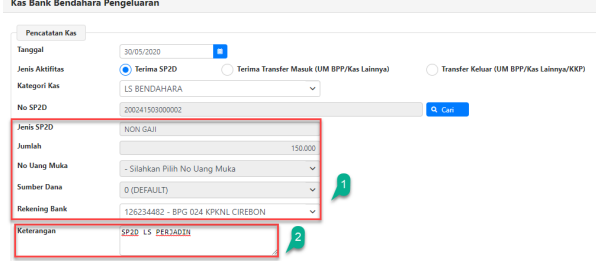 Kas Bank Bendahara Pengeluaran
Pencatatan Kas
Tanggal
30/05/2020
Jenis Aktifitas
Terima SP2D Terima Transfer Masuk (UM BPP/Kas Lainnya) Transfer Keluar (UM BPP/Kas Lainnya/KKP)
Kategori Kas
LS BENDAHARA
No SP2D
200241503000002 Cari
Jenis SP2D
NON GAJI
Jumlah
150.000
No Uang Muka
- Silahkan Pilih No Uang Muka
1
Sumber Dana
0 (DEFAULT)
Rekening Bank
126234482 - BPG 024 KPKNL CIREBON
Keterangan
SP2D LS PERJADIN
2